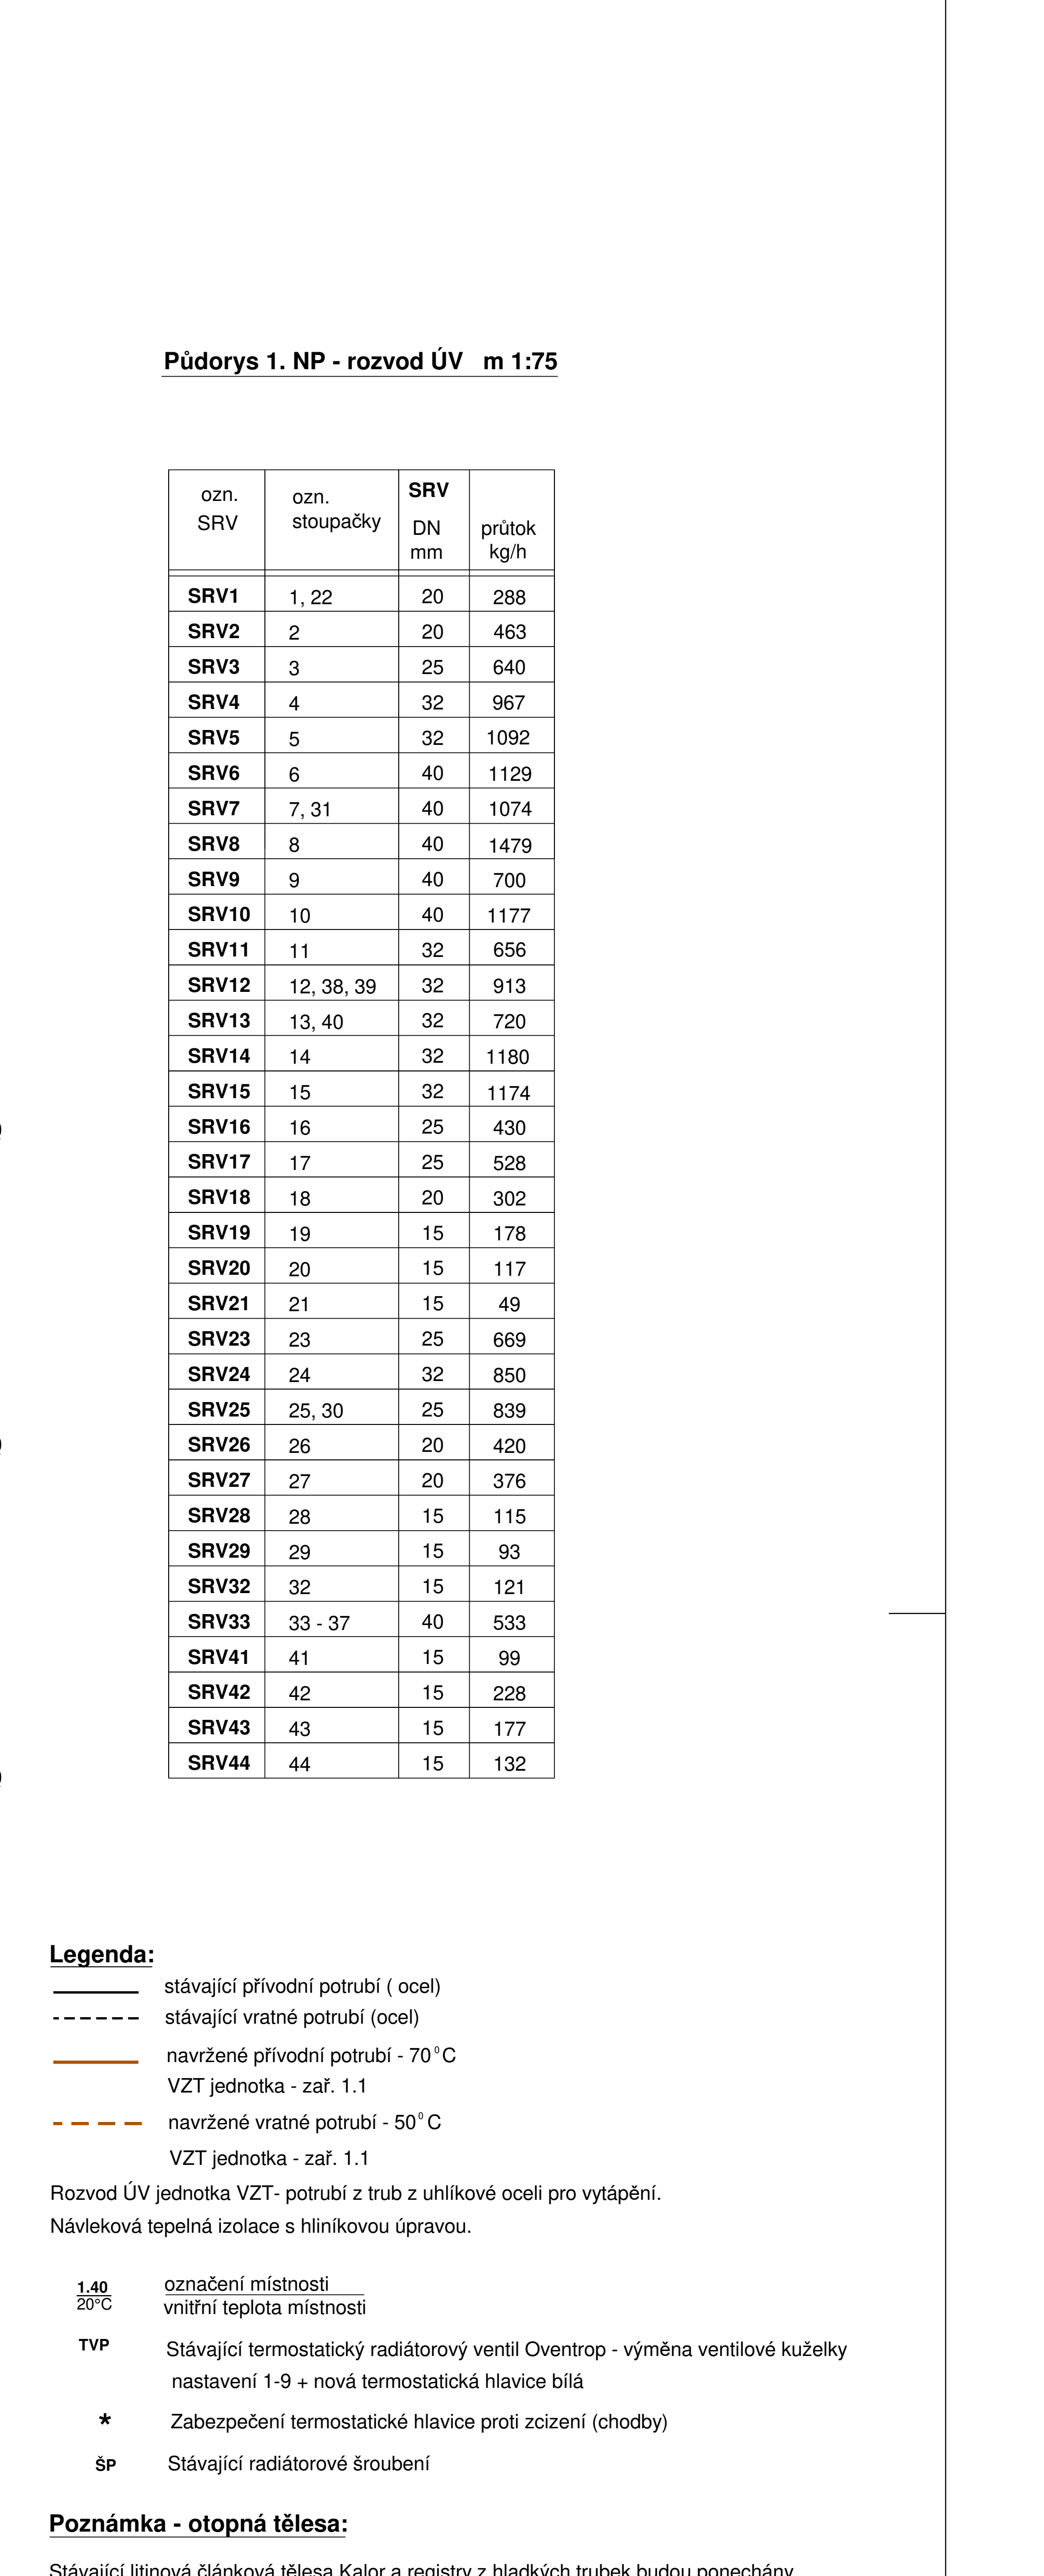 Půdorys 1. NP - rozvod ÚV m 1:75
ozn. SRV ozn. stoupačky SRV DN mm průtok kg/h
SRV1 1, 22 20 288
SRV2 2 20 463
SRV3 3 25 640
SRV4 4 32 967
SRV5 5 32 1092
SRV6 6 40 1129
SRV7 7, 31 40 1074
SRV8 8 40 1479
SRV9 9 40 700
SRV10 10 40 1177
SRV11 11 32 656
SRV12 12, 38, 39 32 913
SRV13 13, 40 32 720
SRV14 14 32 1180
SRV15 15 32 1174
SRV16 16 25 430
SRV17 17 25 528
SRV18 18 20 302
SRV19 19 15 178
SRV20 20 15 117
SRV21 21 15 49
SRV23 23 25 669
SRV24 24 32 850
SRV25 25, 30 25 839
SRV26 26 20 420
SRV27 27 20 376
SRV28 28 15 115
SRV29 29 15 93
SRV32 32 15 121
SRV33 33 - 37 40 533
SRV41 41 15 99
SRV42 42 15 228
SRV43 43 15 177
SRV44 44 15 132
Legenda:
stávající přívodní potrubí ( ocel)
stávající vratné potrubí (ocel)
navržené přívodní potrubí - 70⁰C
VZT jednotka - zař. 1.1
navržené vratné potrubí - 50⁰C
VZT jednotka - zař. 1.1
Rozvod ÚV jednotka VZT- potrubí z trub z uhlíkové oceli pro vytápění.
Návleková tepelná izolace s hliníkovou úpravou.
1.40 označení místnosti
20°C vnitřní teplota místnosti
TVP Stávající termostatický radiátorový ventil Oventrop - výměna ventilové kuželky
nastavení 1-9 + nová termostatická hlavice bílá
* Zabezpečení termostatické hlavice proti zcizení (chodby)
ŠP Stávající radiátorové šroubení
Poznámka - otopná tělesa:
Stávající litinová článková tělesa Kalor a registry z hladkých trubek budou ponechány